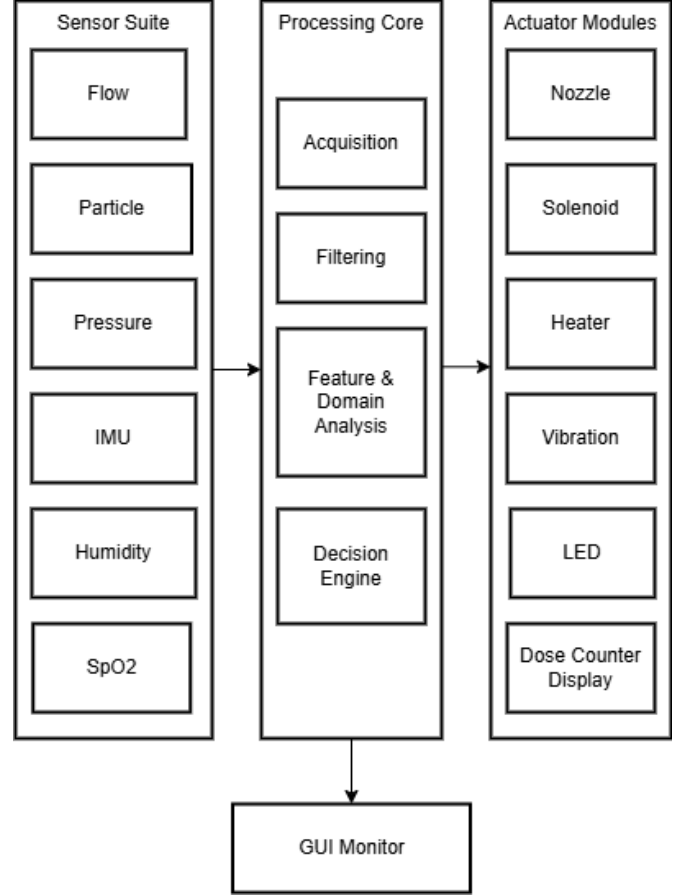 Sensor Suite
Flow
Particle
Pressure
IMU
Humidity
SpO2
Processing Core
Acquisition
Filtering
Feature &
Domain
Analysis
Decision
Engine
Actuator Modules
Nozzle
Solenoid
Heater
Vibration
LED
Dose Counter
Display
GUI Monitor